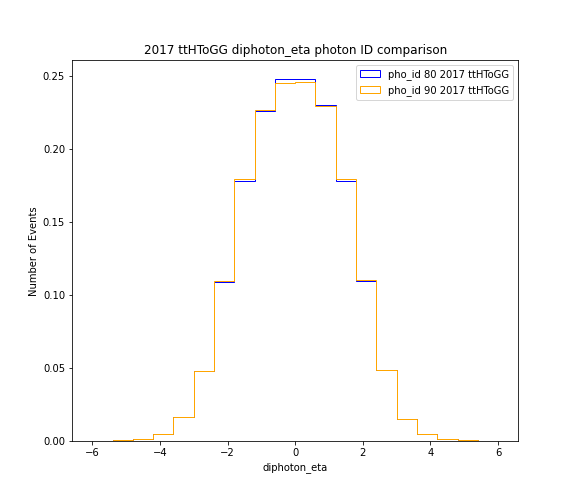 2017 ttHToGG diphoton_eta photon ID comparison
pho_id 80 2017 ttHToGG
pho_id 90 2017 ttHToGG
Number of Events
0.25
0.20
0.15
0.10
0.05
0.00
−6 −4 −2 0 2 4 6
diphoton_eta